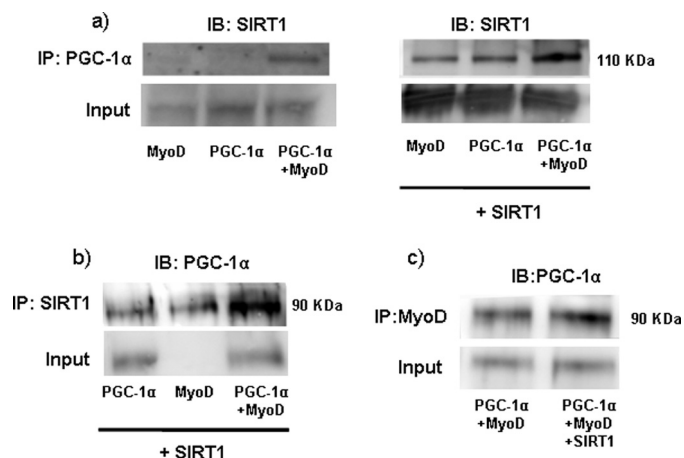 a)
IB: SIRT1
IB: SIRT1
IP: PGC-1α
110 KDa
Input
MyoD PGC-1α PGC-1α
+MyoD
MyoD PGC-1α PGC-1α
+MyoD
+ SIRT1
b)
IB: PGC-1α
IP: SIRT1
90 KDa
Input
PGC-1α MyoD PGC-1α
+MyoD
+ SIRT1
c)
IB:PGC-1α
IP:MyoD
90 KDa
Input
PGC-1α
+MyoD
PGC-1α
+MyoD
+SIRT1